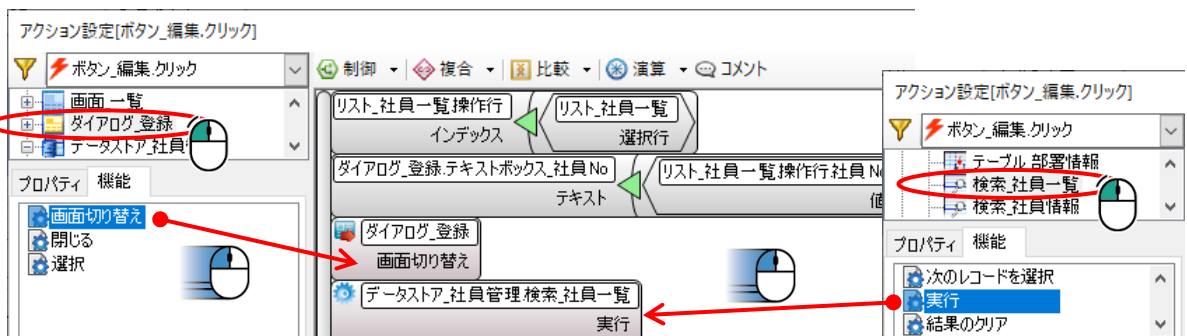 アクション設定[ボタン_編集.クリック]
ボタン_編集.クリック
制御
複合
比較
演算
コメント
画面_一覧
ダイアログ_登録
データストア_社員
プロパティ
機能
画面切り替え
閉じる
選択
リスト_社員一覧操作行
インデックス
リスト_社員一覧
選択行
ダイアログ_登録.テキストボックス_社員No
テキスト
リスト_社員一覧操作行.社員No
ダイアログ_登録
画面切り替え
データストア_社員管理.検索_社員一覧
実行
アクション設定[ボタン_編集.クリック]
ボタン_編集.クリック
テーブル_部署情報
検索_社員一覧
検索_社員情報
プロパティ
機能
次のレコードを選択
実行
結果のクリア